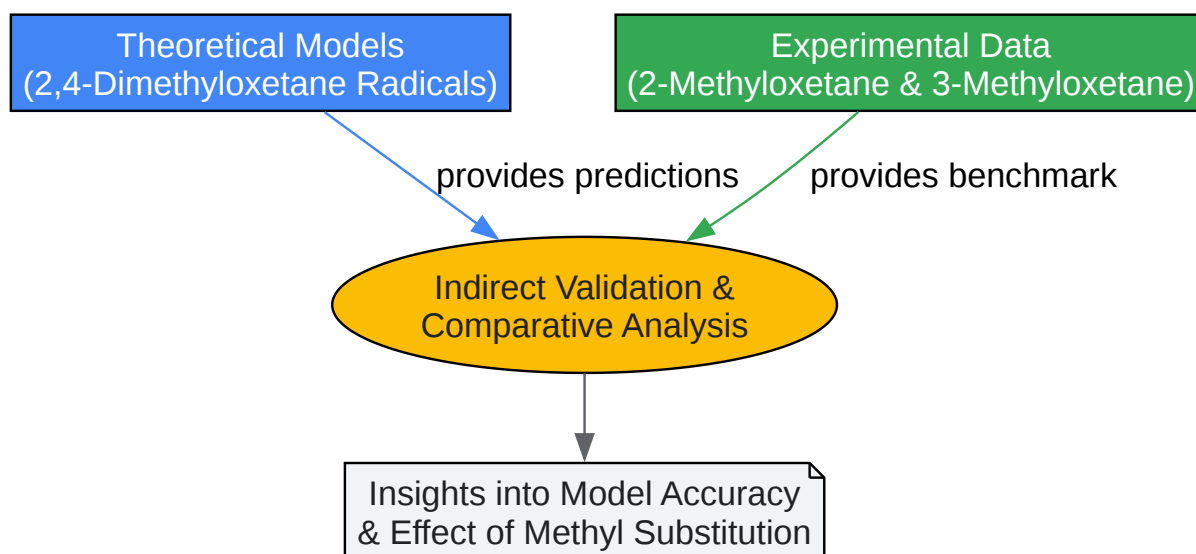 Theoretical Models
(2,4-Dimethyloxetane Radicals)
Experimental Data
(2-Methyloxetane & 3-Methyloxetane)
provides predictions
provides benchmark
Indirect Validation &
Comparative Analysis
Insights into Model Accuracy
& Effect of Methyl Substitution